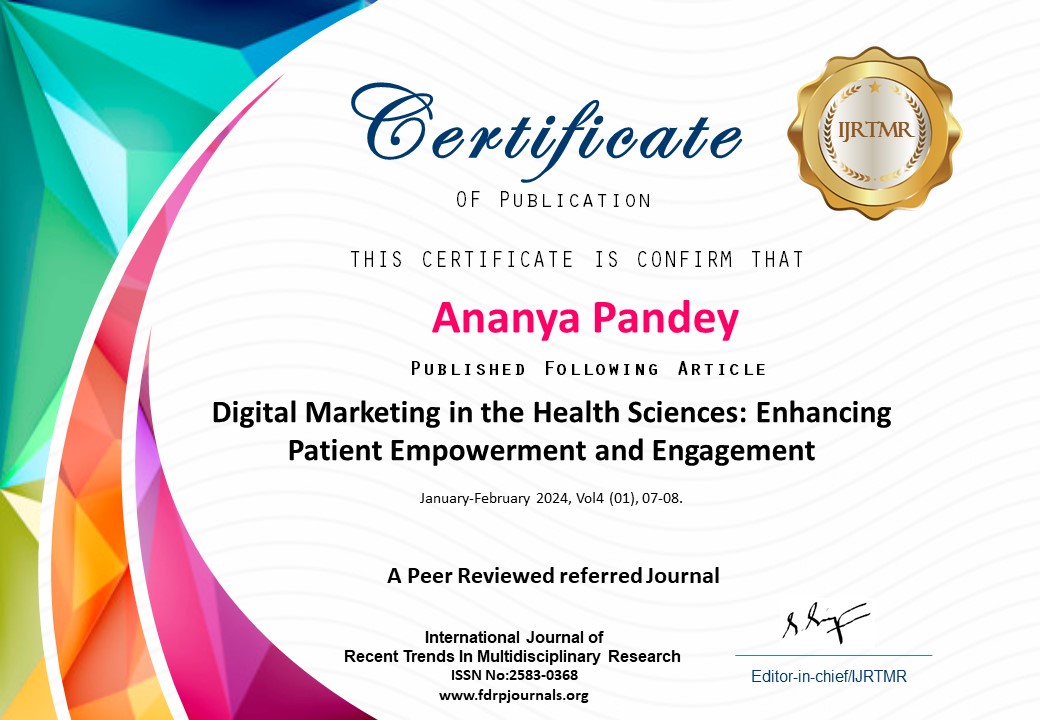 Certificate
OF PUBLICATION
IJRTMR
THIS CERTIFICATE IS CONFIRM THAT
Ananya Pandey
PUBLISHED FOLLOWING ARTICLE
Digital Marketing in the Health Sciences: Enhancing
Patient Empowerment and Engagement
January-February 2024, Vol4 (01), 07-08.
A Peer Reviewed referred Journal
International Journal of
Recent Trends In Multidisciplinary Research
ISSN No:2583-0368
www.fdrpjournals.org
Editor-in-chief/IJRTMR